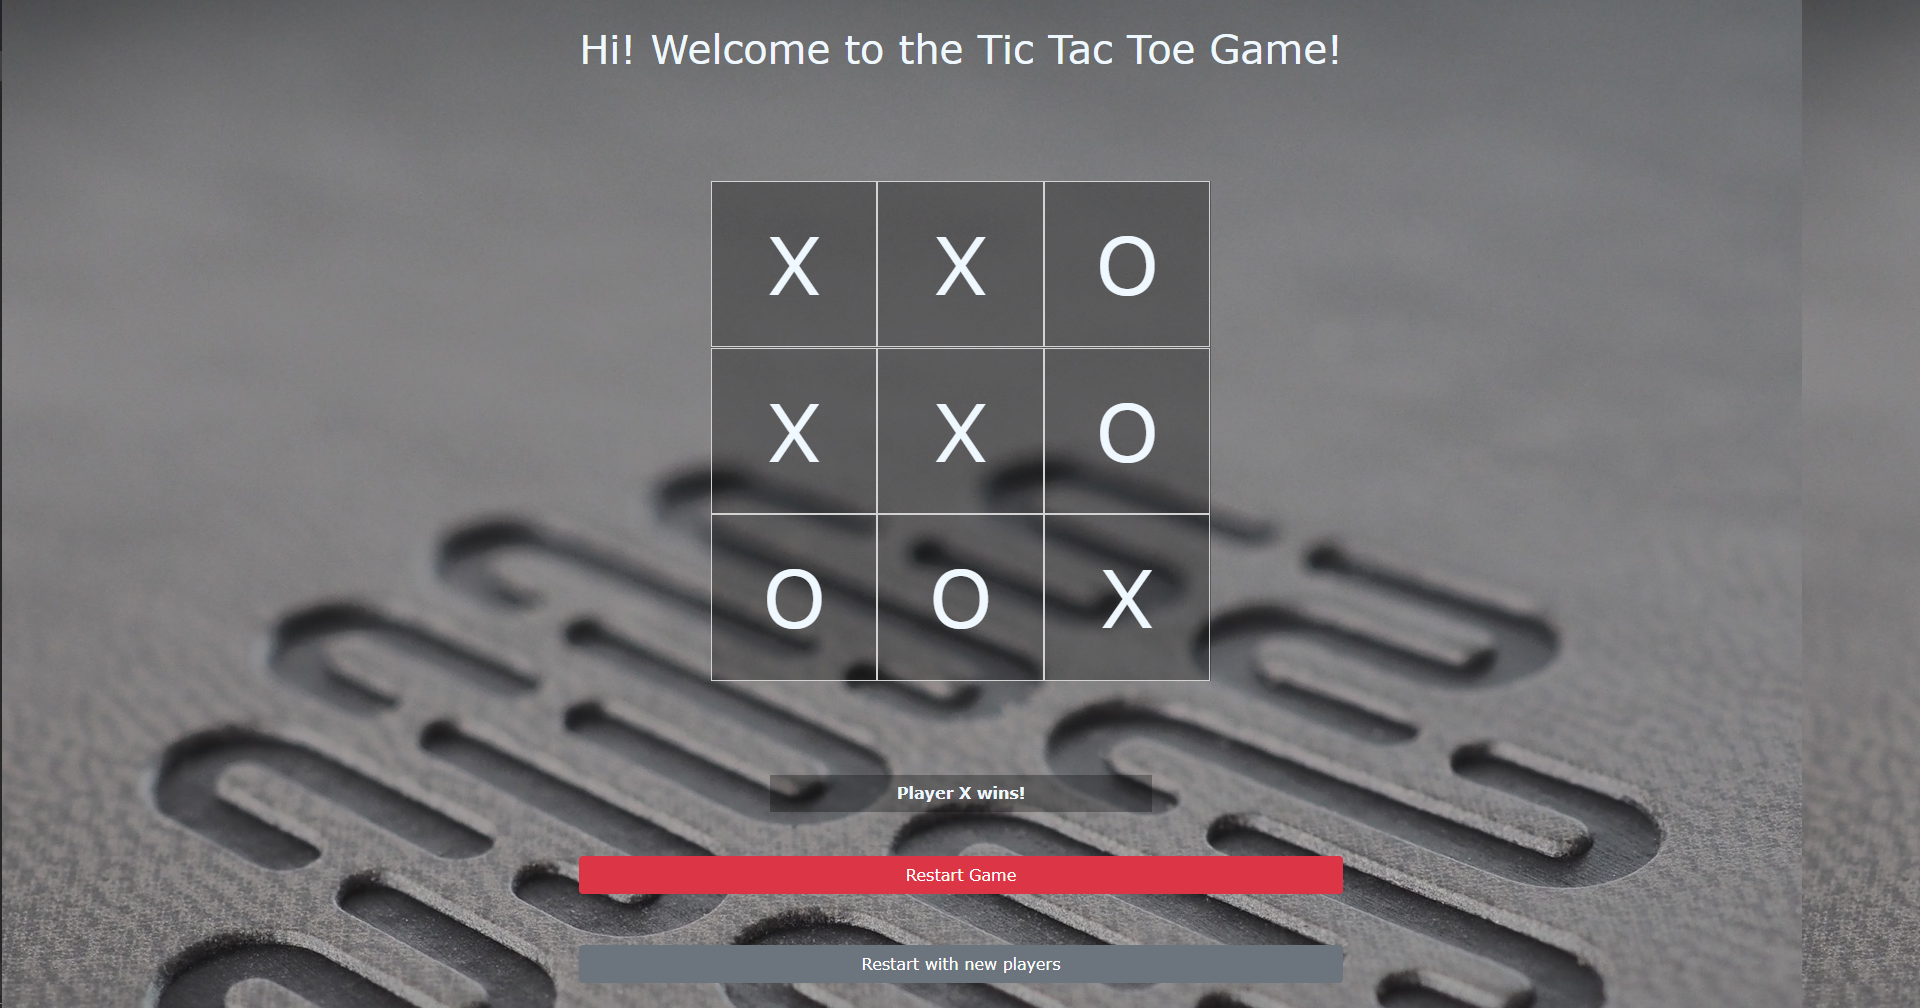 Hi! Welcome to the Tic Tac Toe Game!
X X O
X X O
O O X
Player X wins!
Restart Game
Restart with new players